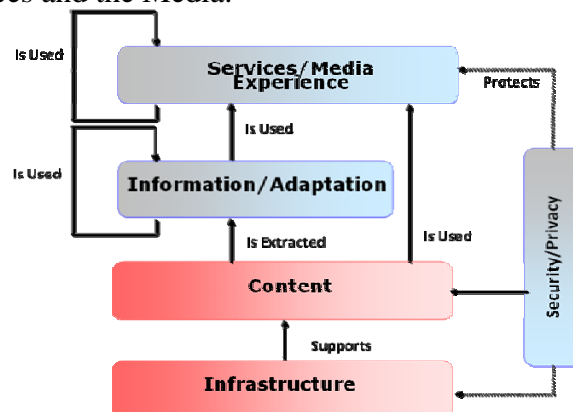 ces and the Media.
Is Used
Services/Media
Experience
Protects
Is Used
Is Used
Information/Adaptation
Is Extracted
Is Used
Security/Privacy
Content
Supports
Infrastructure